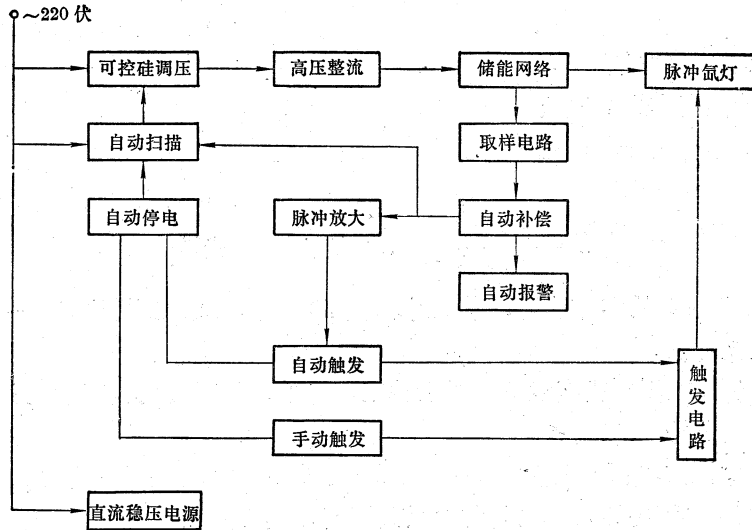 ~220伏
可控硅调压
高压整流
储能网络
脉冲氙灯
自动扫描
取样电路
自动停电
脉冲放大
自动补偿
自动报警
自动触发
触发电路
手动触发
直流稳压电源